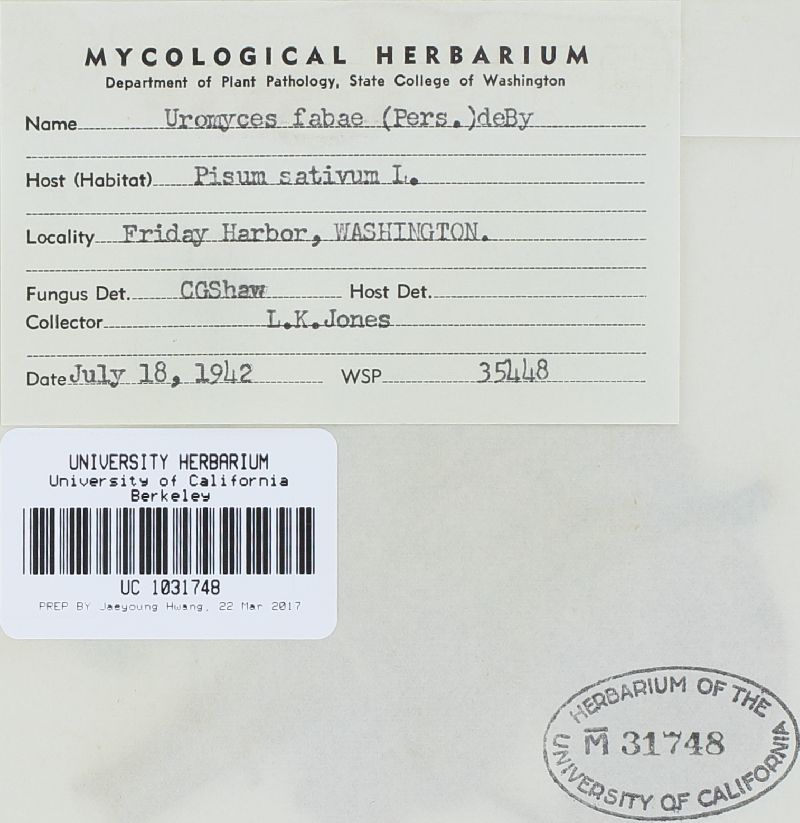 MYCOLOGICAL HERBARIUM
Department of Plant Pathology, State College of Washington
Name Uromyces fabae (Pers.)deBy
Host (Habitat) Pisum sativum L.
Locality Friday Harbor, WASHINGTON.
Fungus Det. CGShaw Host Det.
Collector L.K.Jones
Date July 18, 1942 WSP 35448
UNIVERSITY HERBARIUM
University of California
Berkeley
UC 1031748
PREP BY Jaeyoung Hwang, 22 Mar 2017
HERBARIUM OF THE
M 31748
UNIVERSITY OF CALIFORNIA